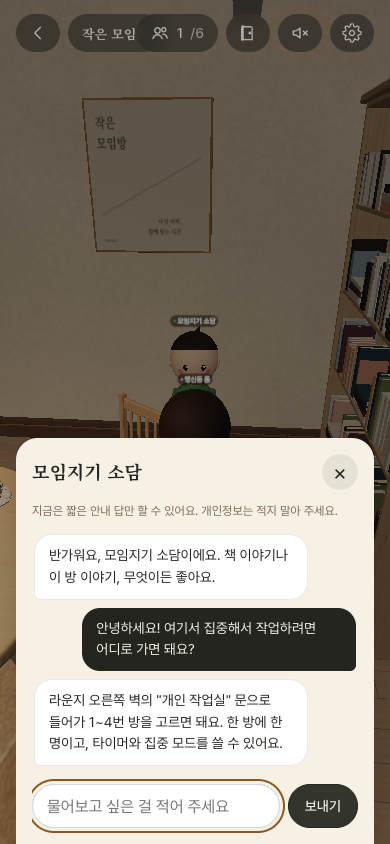 작은 모임
1 /6
작은
모임방
모임지기 소담
모임지기 소담
지금은 짧은 안내 답만 할 수 있어요. 개인정보는 적지 말아 주세요.
반가워요, 모임지기 소담이에요. 책 이야기나
이 방 이야기, 무엇이든 좋아요.
안녕하세요! 여기서 집중해서 작업하려면
어디로 가면 돼요?
라운지 오른쪽 벽의 "개인 작업실" 문으로
들어가 1~4번 방을 고르면 돼요. 한 방에 한
명이고, 타이머와 집중 모드를 쓸 수 있어요.
물어보고 싶은 걸 적어 주세요
보내기